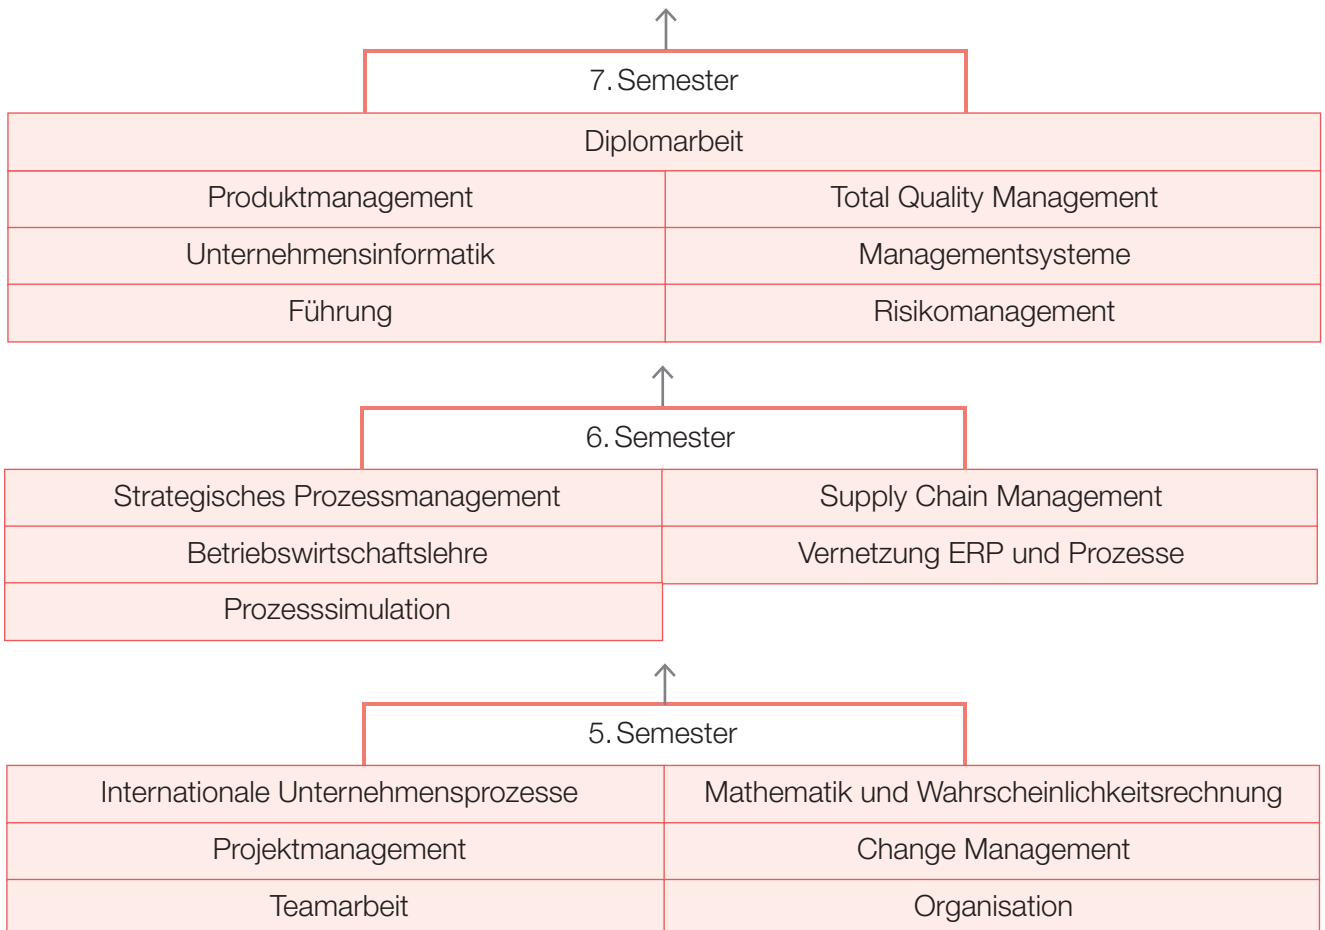 7. Semester
Diplomarbeit
Produktmanagement
Total Quality Management
Unternehmensinformatik
Managementsysteme
Führung
Risikomanagement
6. Semester
Strategisches Prozessmanagement
Supply Chain Management
Betriebswirtschaftslehre
Vernetzung ERP und Prozesse
Prozesssimulation
5. Semester
Internationale Unternehmensprozesse
Mathematik und Wahrscheinlichkeitsrechnung
Projektmanagement
Change Management
Teamarbeit
Organisation